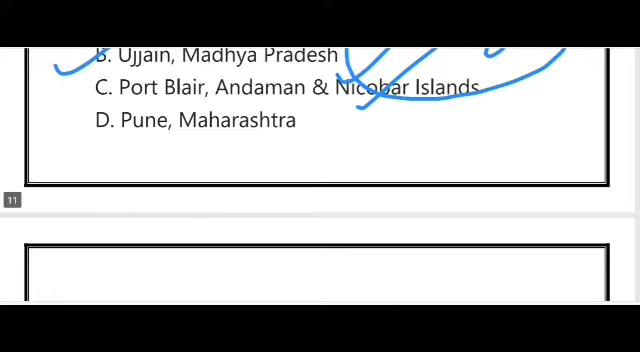 B. Ujjain, Madhya Pradesh
C. Port Blair, Andaman & Nicobar Islands
D. Pune, Maharashtra
11